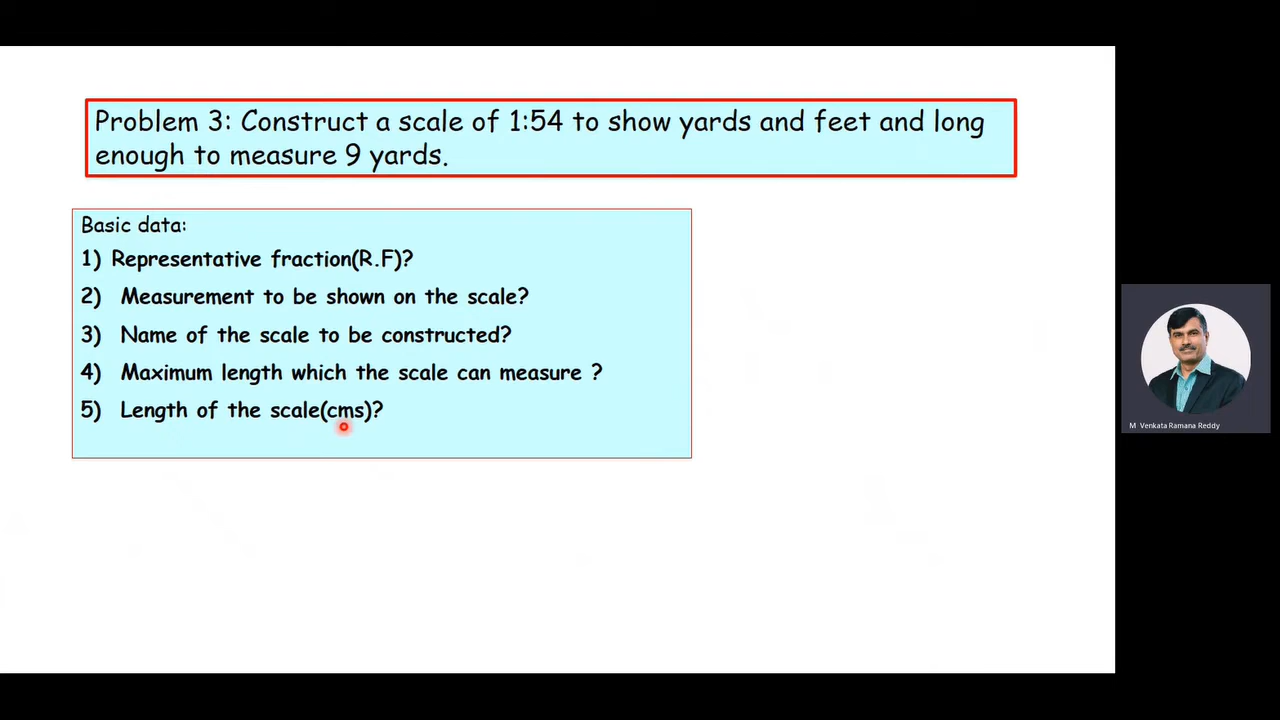 Problem 3: Construct a scale of 1:54 to show yards and feet and long
enough to measure 9 yards.
Basic data:
1) Representative fraction(R.F)?
2) Measurement to be shown on the scale?
3) Name of the scale to be constructed?
4) Maximum length which the scale can measure ?
5) Length of the scale(cms)?
M Venkata Ramana Reddy